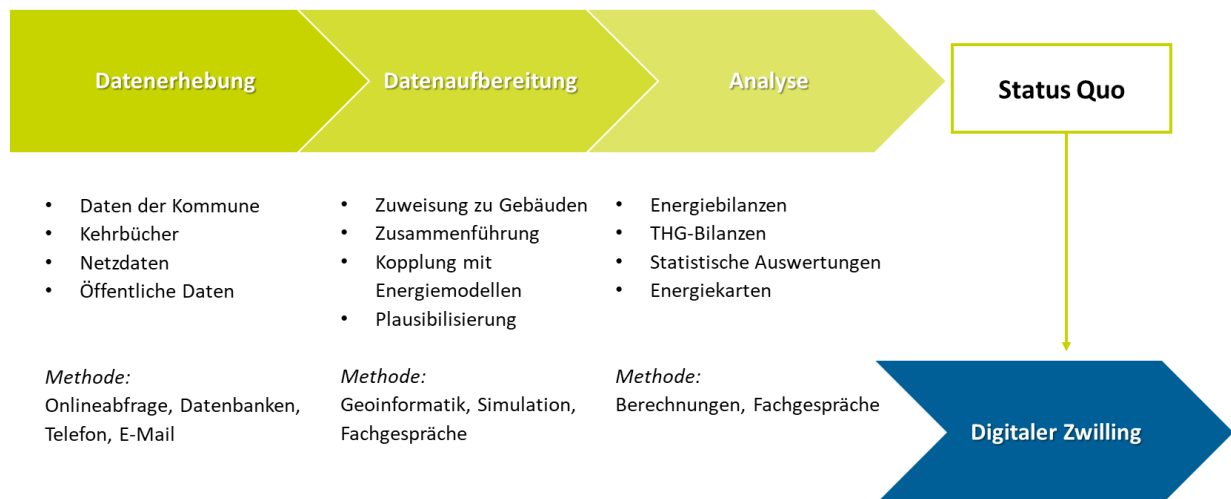 Datenerhebung
Datenaufbereitung
Analyse
Status Quo
• Daten der Kommune
• Kehrbücher
• Netzdaten
• Öffentliche Daten
Methode:
Onlineabfrage, Datenbanken,
Telefon, E-Mail
• Zuweisung zu Gebäuden
• Zusammenführung
• Kopplung mit
Energiemodellen
• Plausibilisierung
Methode:
Geoinformatik, Simulation,
Fachgespräche
• Energiebilanzen
• THG-Bilanzen
• Statistische Auswertungen
• Energiekarten
Methode:
Berechnungen, Fachgespräche
Digitaler Zwilling